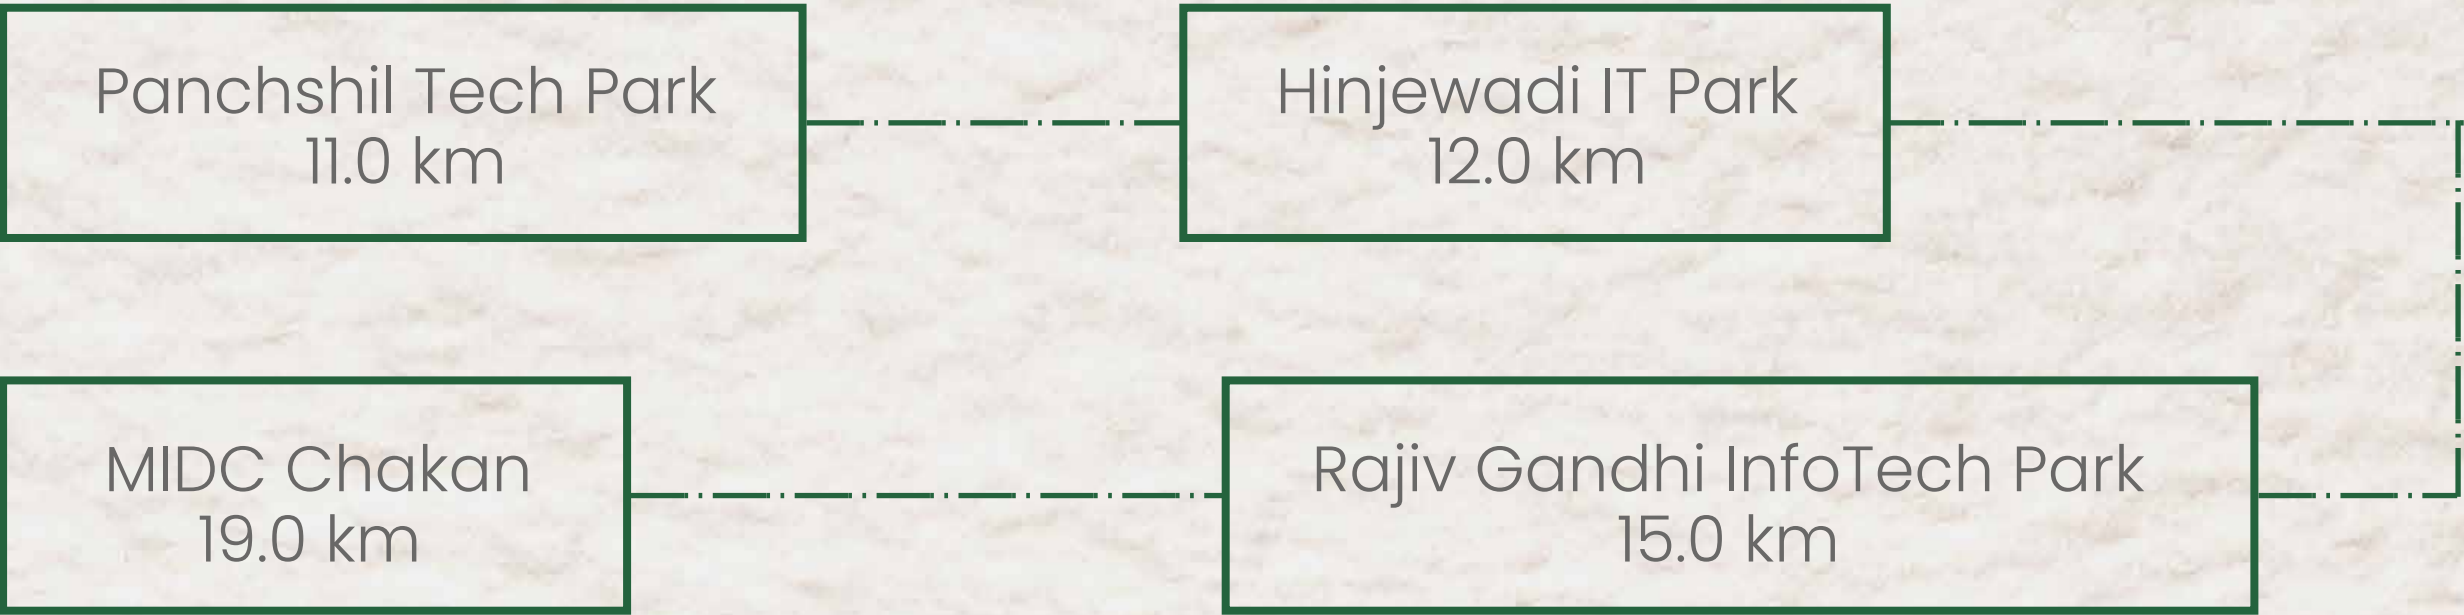 Panchshil Tech Park
11.0 km
Hinjewadi IT Park
12.0 km
Rajiv Gandhi InfoTech Park
15.0 km
MIDC Chakan
19.0 km